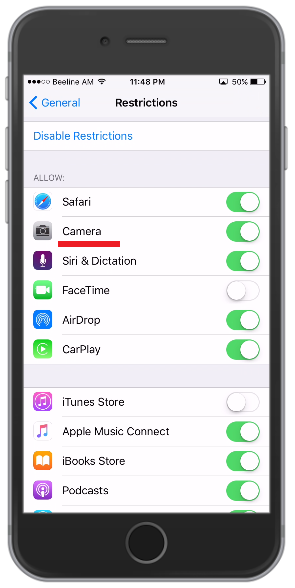 Beeline AM 11:48 PM 50%
General Restrictions
Disable Restrictions
ALLOW:
Safari
Camera
Siri & Dictation
FaceTime
AirDrop
CarPlay
iTunes Store
Apple Music Connect
iBooks Store
Podcasts